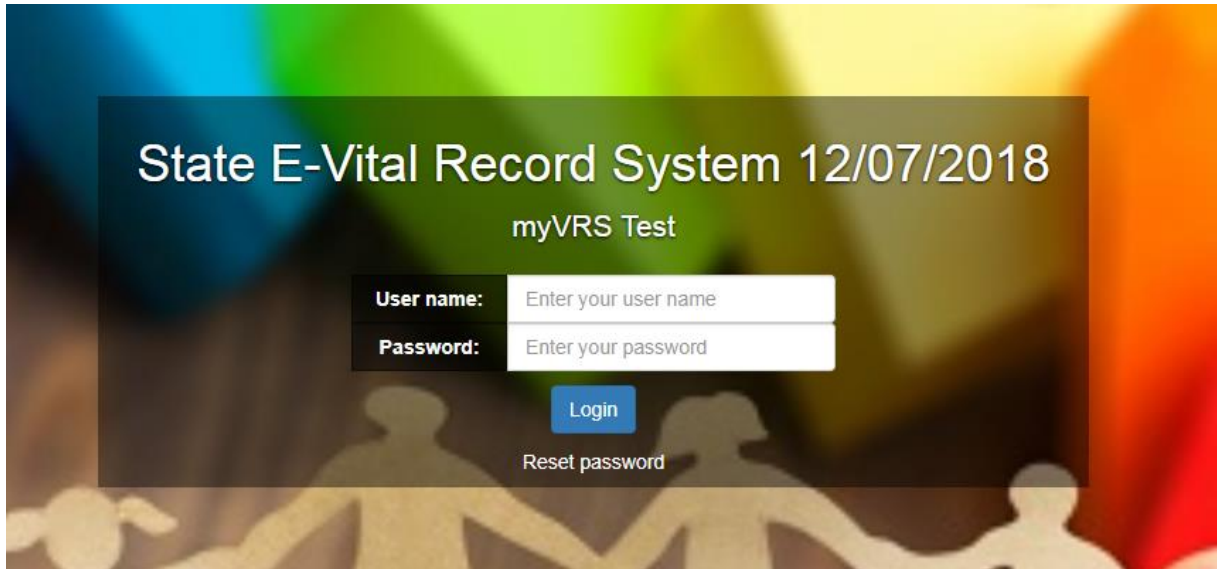 State E-Vital Record System 12/07/2018
myVRS Test
User name: Enter your user name
Password: Enter your password
Login
Reset password